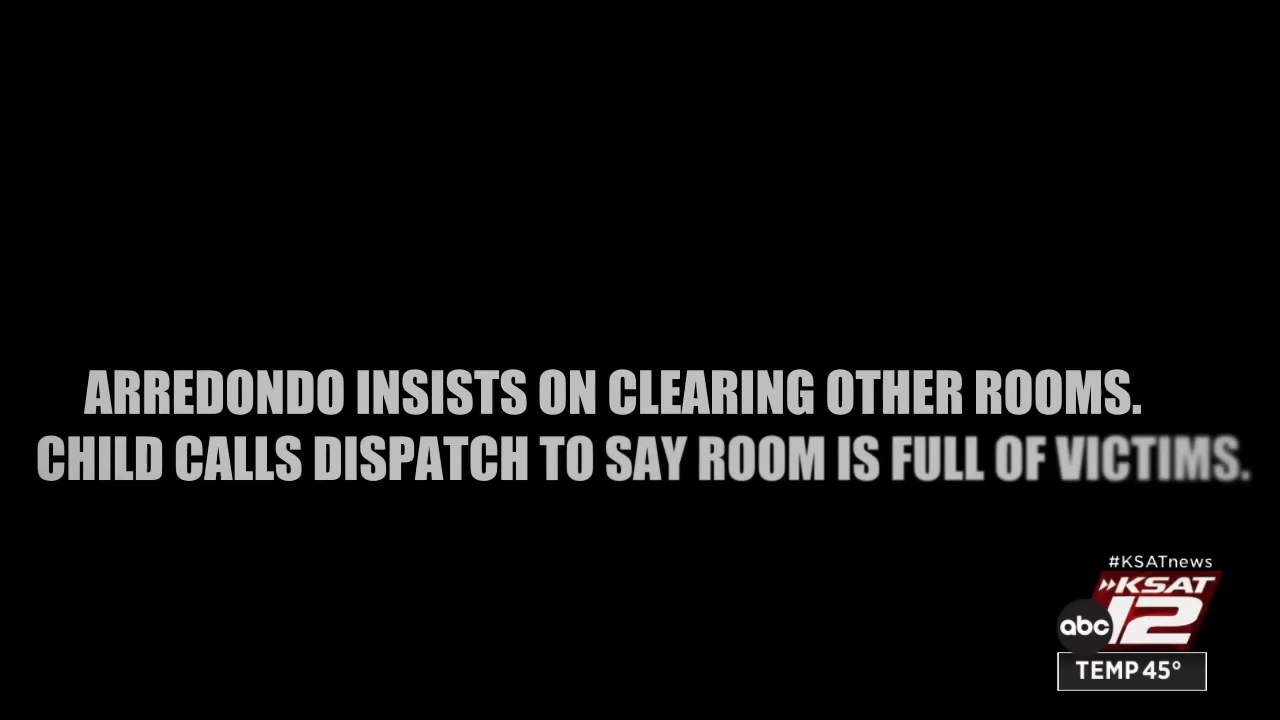 ARREDONDO INSISTS ON CLEARING OTHER ROOMS.
CHILD CALLS DISPATCH TO SAY ROOM IS FULL OF VICTIMS.
#KSATnews
KSAT
abc 12
TEMP 45°